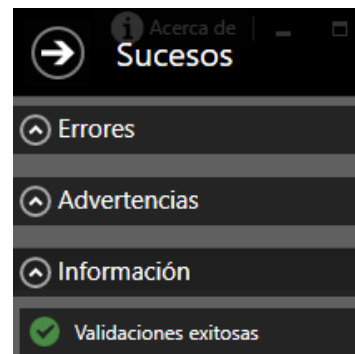 Acerca de
Sucesos
Errores
Advertencias
Información
Validaciones exitosas